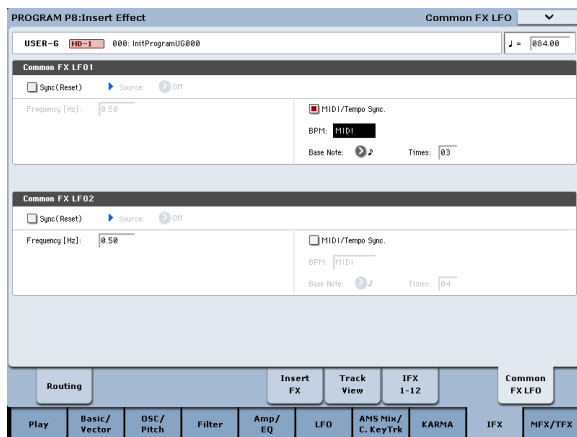 PROGRAM P8:Insert Effect Common FX LFO
USER-G HD-1 000: InitProgramUG000 ♩ = 084.00
Common FX LFO1
Sync(Reset) Source: Off
Frequency [Hz]: 0.50 MIDI/Tempo Sync.
BPM: MIDI
Base Note: ♪ Times: 03
Common FX LFO2
Sync(Reset) Source: Off
Frequency [Hz]: 0.50 MIDI/Tempo Sync.
BPM: MIDI
Base Note: ♪ Times: 04
Routing Insert FX Track View IFX 1-12 Common FX LFO
Play Basic/Vector OSC/Pitch Filter Amp/EQ LFO AMS Mix/C. KeyTrk KARMA IFX MFX/TFX